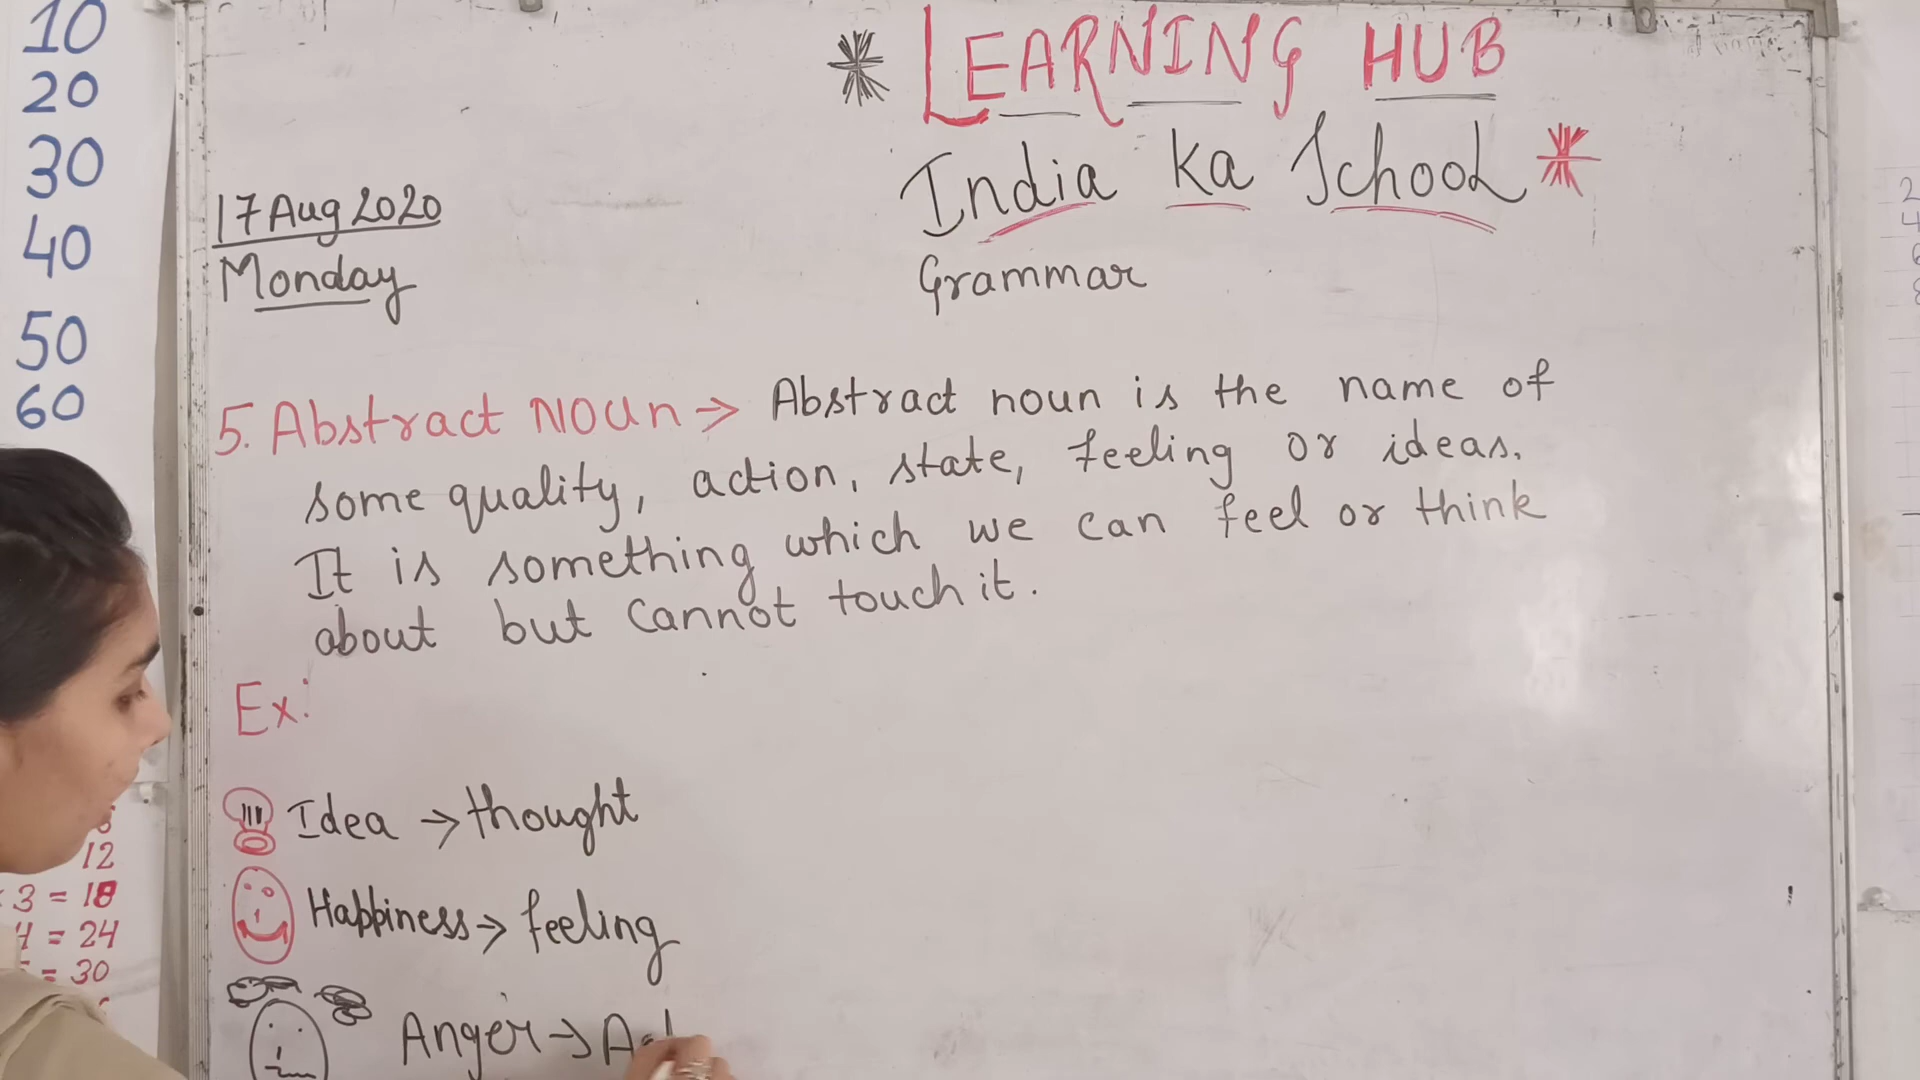 10
20
30
40
50
60
* LEARNING HUB
India Ka School *
Grammar
17 Aug 2020
Monday
5. Abstract Noun → Abstract noun is the name of
some quality, action, state, feeling or ideas.
It is something which we can feel or think
about but cannot touch it.
Ex:
Idea → thought
Happiness → feeling
Anger →
12
3 = 18
4 = 24
= 30